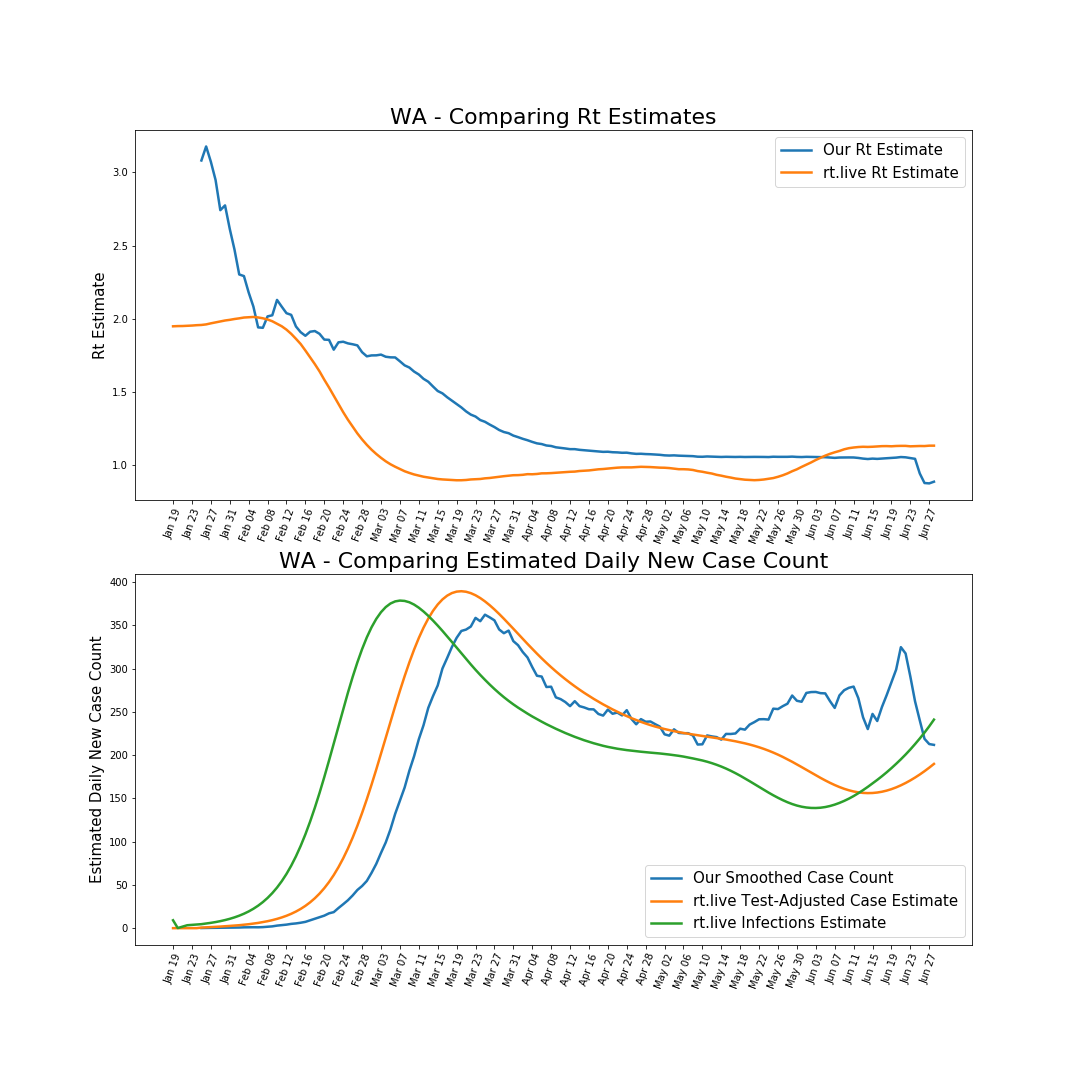 WA - Comparing Rt Estimates
Our Rt Estimate
rt.live Rt Estimate
Rt Estimate
3.0
2.5
2.0
1.5
1.0
Jan 19 Jan 23 Jan 27 Jan 31 Feb 04 Feb 08 Feb 12 Feb 16 Feb 20 Feb 24 Feb 28 Mar 03 Mar 07 Mar 11 Mar 15 Mar 19 Mar 23 Mar 27 Mar 31 Apr 04 Apr 08 Apr 12 Apr 16 Apr 20 Apr 24 Apr 28 May 02 May 06 May 10 May 14 May 18 May 22 May 26 May 30 Jun 03 Jun 07 Jun 11 Jun 15 Jun 19 Jun 23 Jun 27
WA - Comparing Estimated Daily New Case Count
Estimated Daily New Case Count
400
350
300
250
200
150
100
50
0
Our Smoothed Case Count
rt.live Test-Adjusted Case Estimate
rt.live Infections Estimate
Jan 19 Jan 23 Jan 27 Jan 31 Feb 04 Feb 08 Feb 12 Feb 16 Feb 20 Feb 24 Feb 28 Mar 03 Mar 07 Mar 11 Mar 15 Mar 19 Mar 23 Mar 27 Mar 31 Apr 04 Apr 08 Apr 12 Apr 16 Apr 20 Apr 24 Apr 28 May 02 May 06 May 10 May 14 May 18 May 22 May 26 May 30 Jun 03 Jun 07 Jun 11 Jun 15 Jun 19 Jun 23 Jun 27